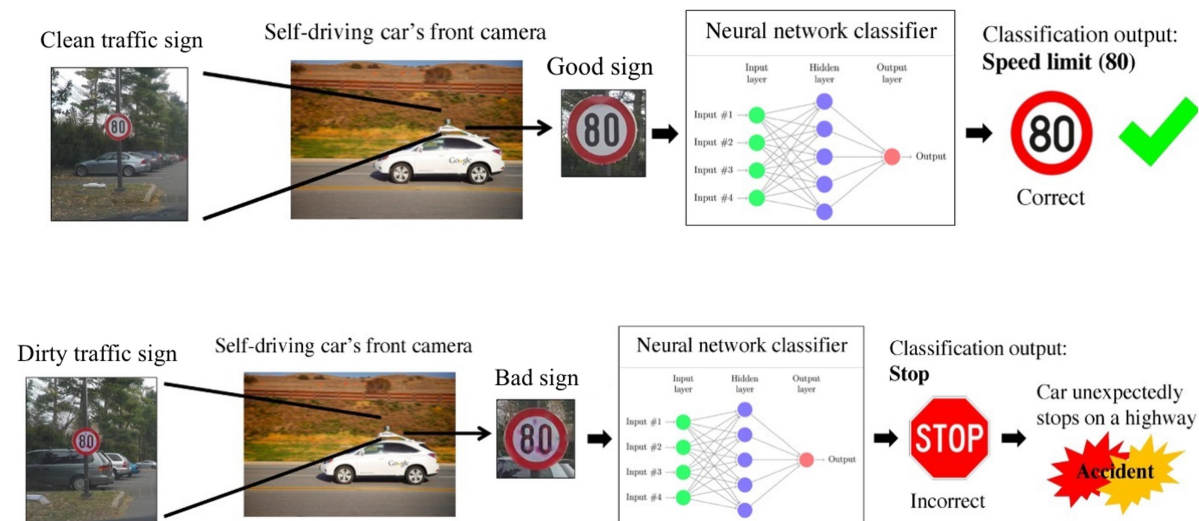 Clean traffic sign
80
Self-driving car's front camera
Google
Good sign
80
Neural network classifier
Input
layer
Hidden
layer
Output
layer
Input #1
Input #2
Input #3
Input #4
Output
Classification output:
Speed limit (80)
80
Correct
Dirty traffic sign
80
Self-driving car's front camera
Google
Bad sign
80
Neural network classifier
Input
layer
Hidden
layer
Output
layer
Input #1
Input #2
Input #3
Input #4
Output
Classification output:
Stop
STOP
Incorrect
Car unexpectedly
stops on a highway
Accident